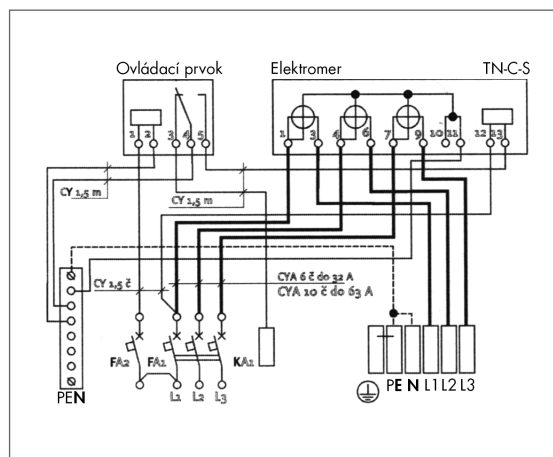 Ovládací prvok
Elektromer
TN-C-S
1 2 3 4 5
1 3 4 6 7 9 10 11 12 13
CY 1,5 m
CY 1,5 m
CY 1,5 č
CYA 6 č do 32 A
CYA 10 č do 63 A
FA2
FA1
KA1
PEN
L1
L2
L3
PE N L1 L2 L3